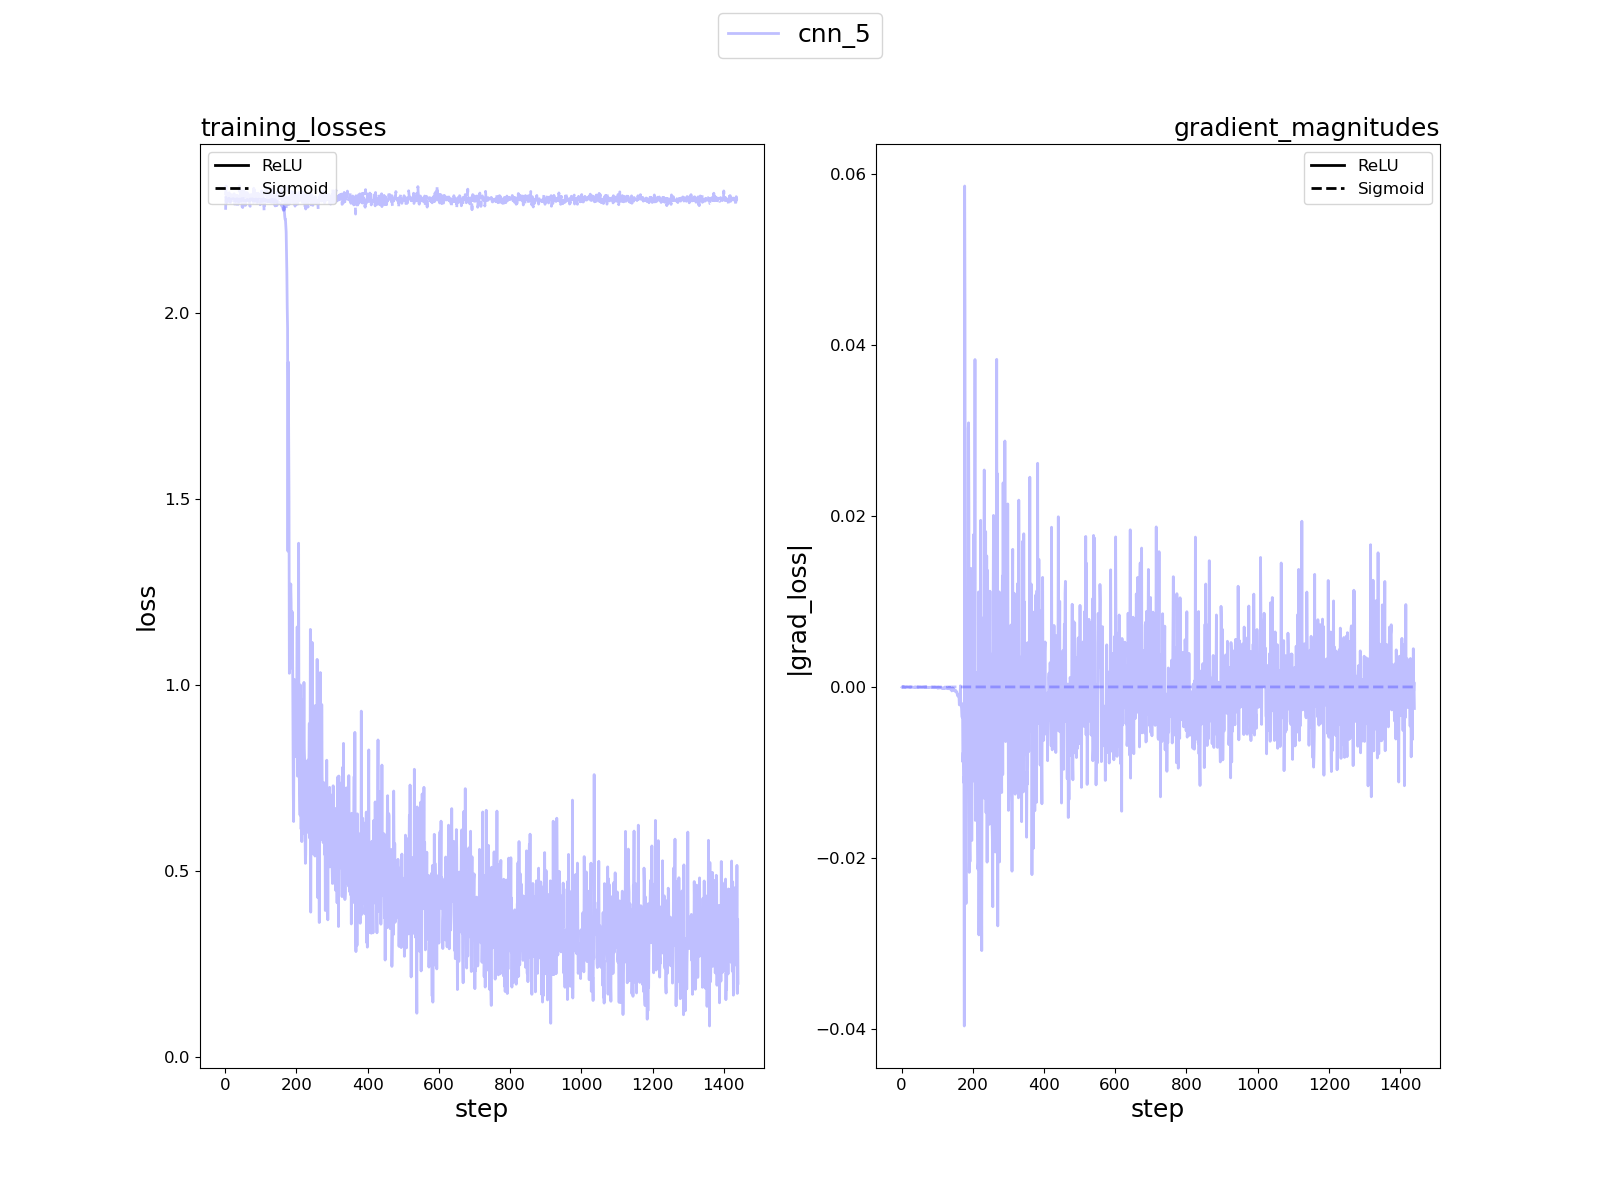 cnn_5
training_losses
ReLU
Sigmoid
loss
2.0
1.5
1.0
0.5
0.0
0 200 400 600 800 1000 1200 1400
step
gradient_magnitudes
ReLU
Sigmoid
|grad_loss|
0.06
0.04
0.02
0.00
−0.02
−0.04
0 200 400 600 800 1000 1200 1400
step